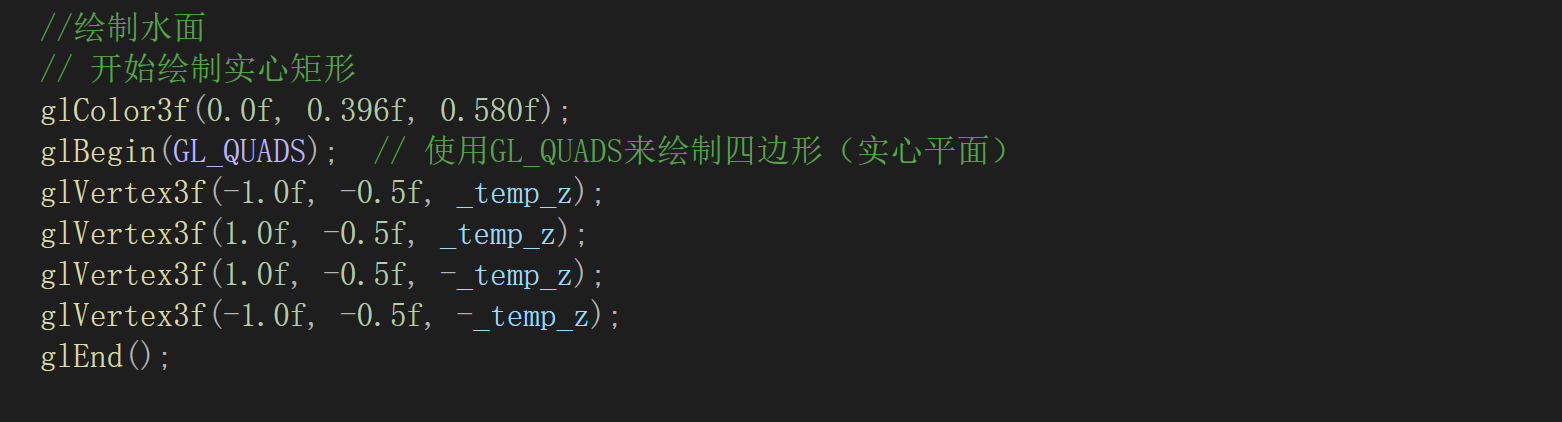 //绘制水面
// 开始绘制实心矩形
glColor3f(0.0f, 0.396f, 0.580f);
glBegin(GL_QUADS);  // 使用GL_QUADS来绘制四边形（实心平面）
glVertex3f(-1.0f, -0.5f, _temp_z);
glVertex3f(1.0f, -0.5f, _temp_z);
glVertex3f(1.0f, -0.5f, -_temp_z);
glVertex3f(-1.0f, -0.5f, -_temp_z);
glEnd();